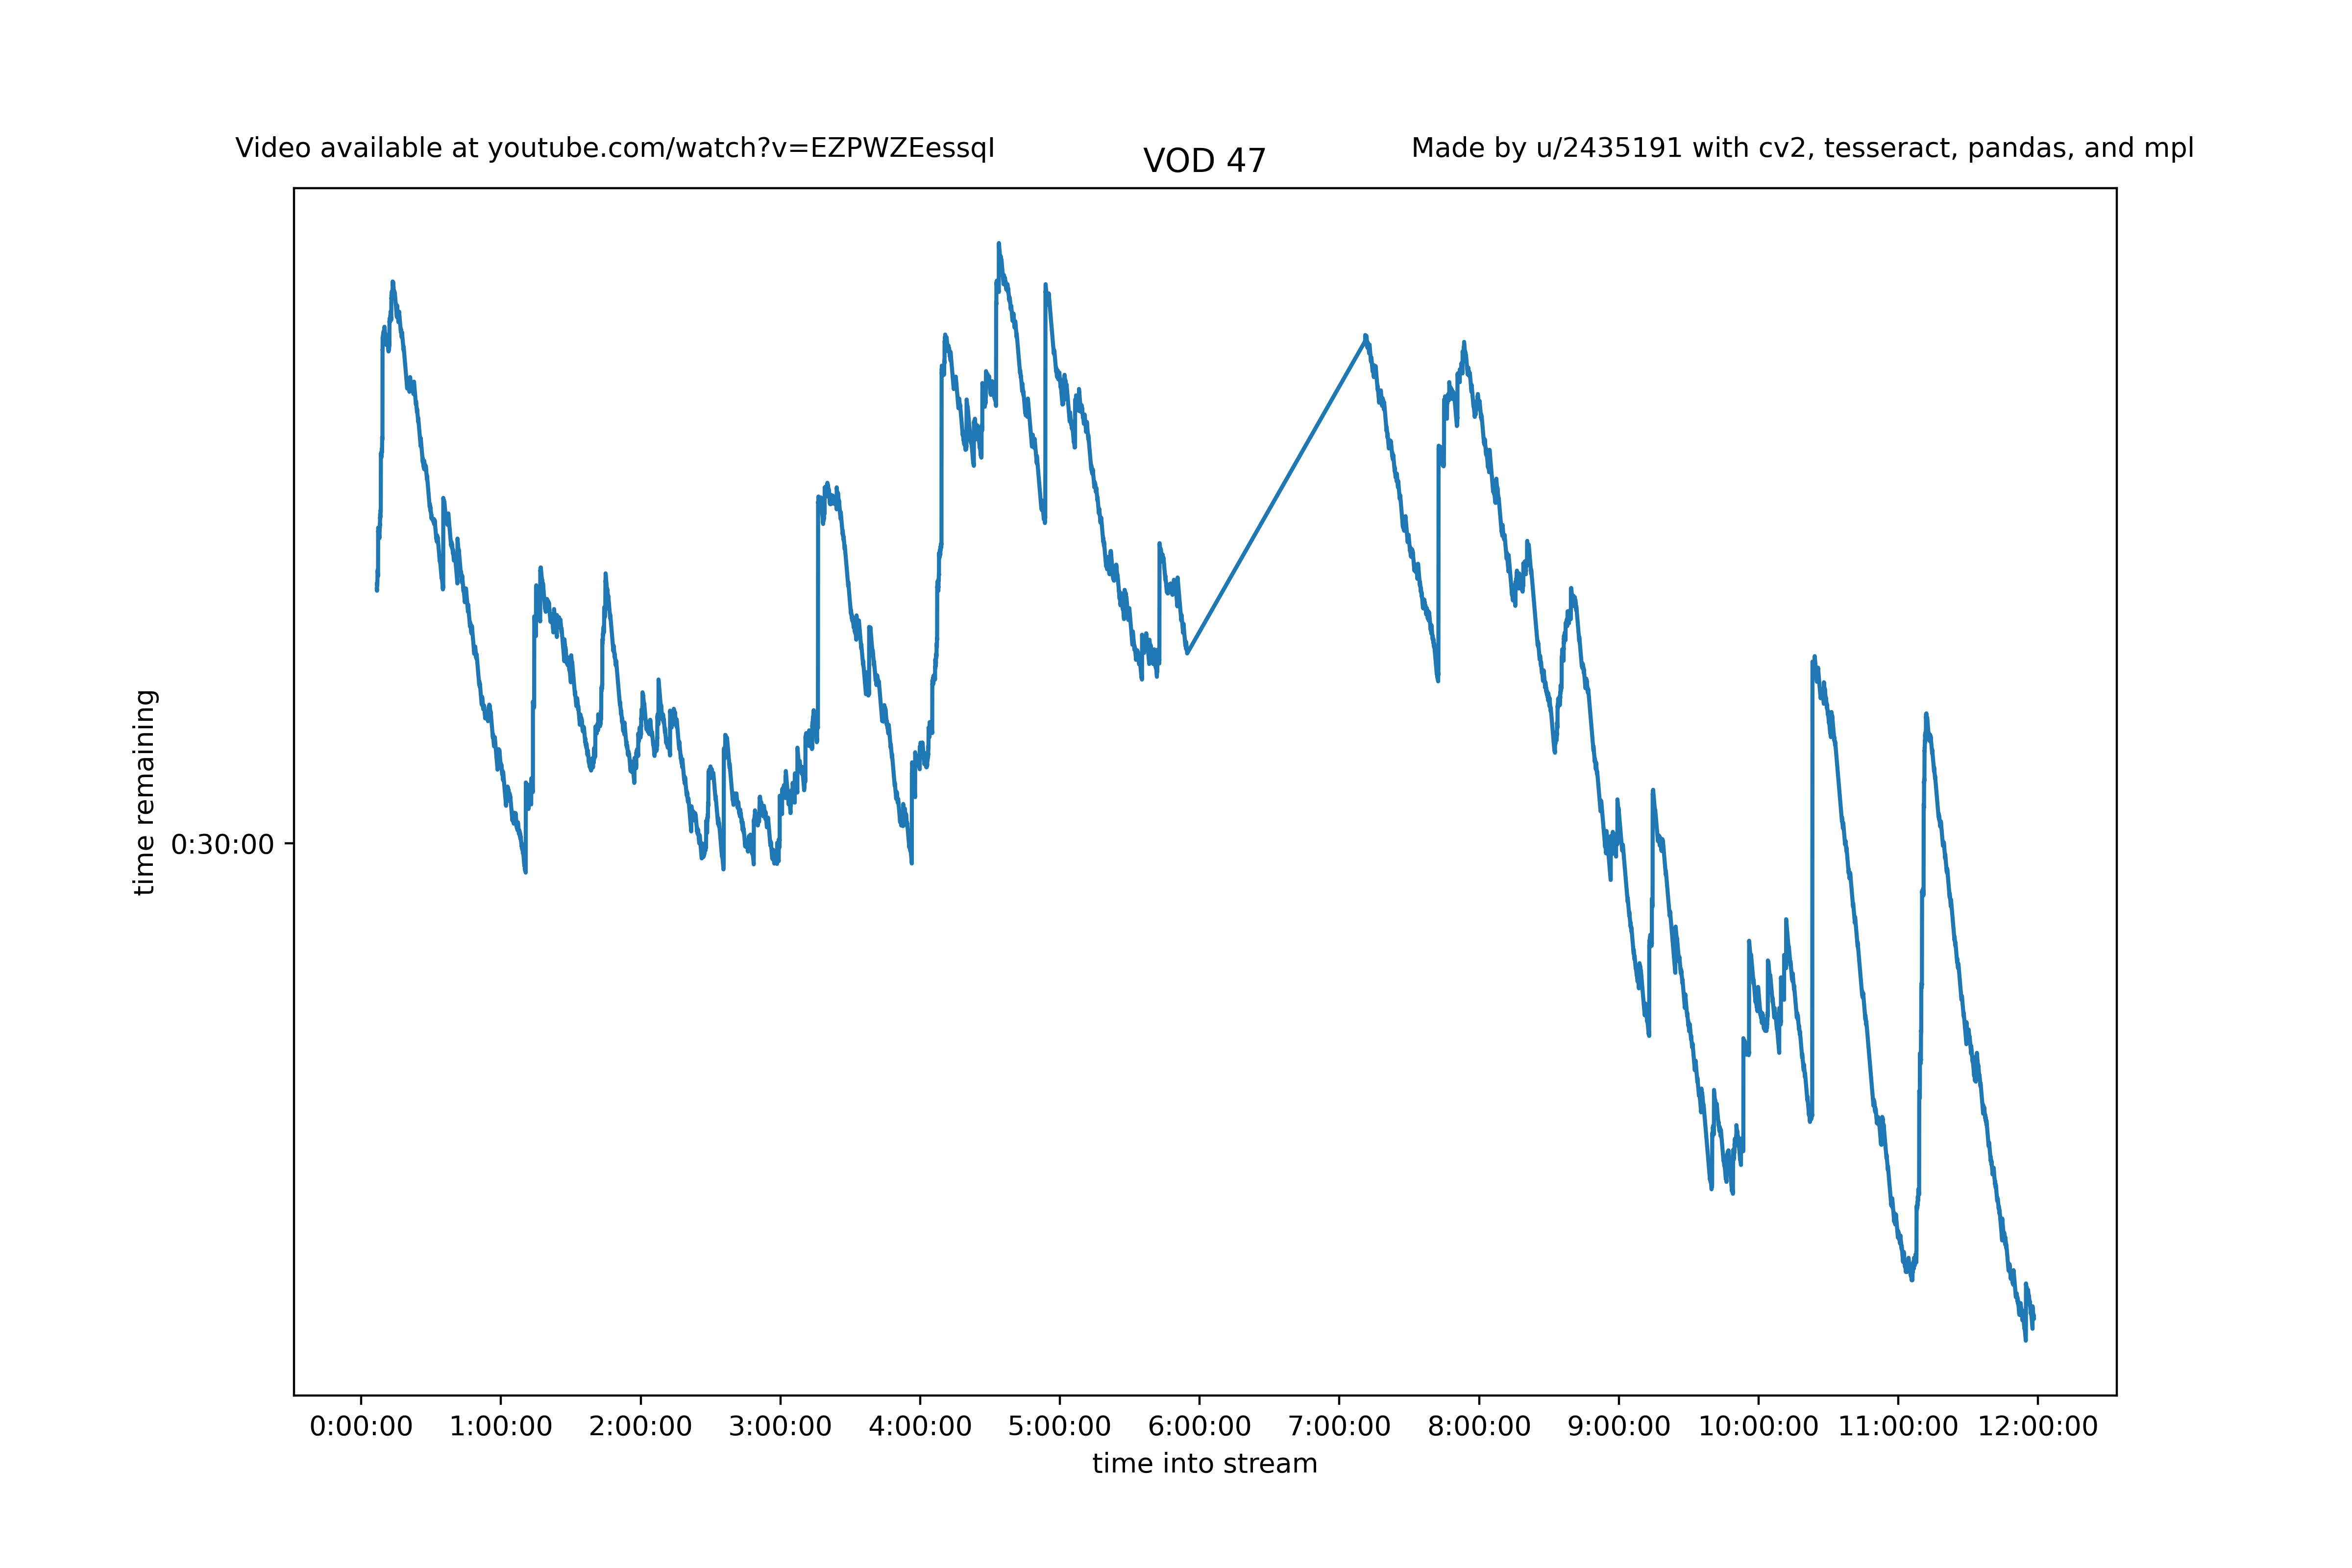 Video available at youtube.com/watch?v=EZPWZEessqI
VOD 47
Made by u/2435191 with cv2, tesseract, pandas, and mpl
time remaining
0:30:00
0:00:00 1:00:00 2:00:00 3:00:00 4:00:00 5:00:00 6:00:00 7:00:00 8:00:00 9:00:00 10:00:00 11:00:00 12:00:00
time into stream